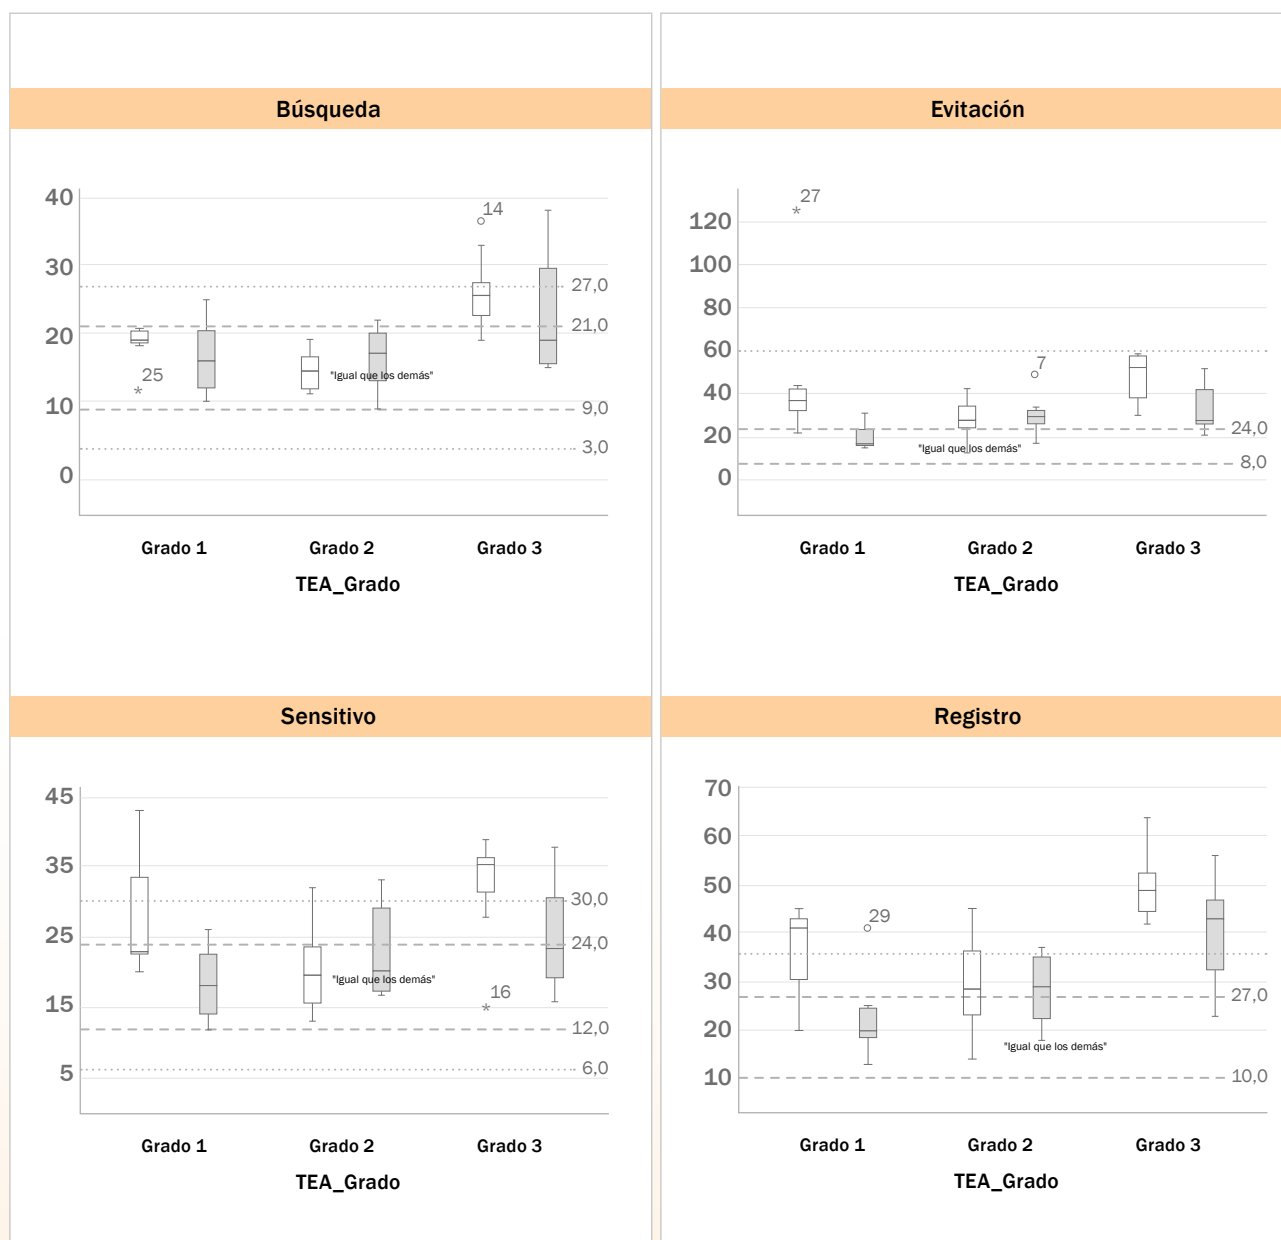 Búsqueda
40
14
30
27,0
21,0
20
25
"Igual que los demás"
10
9,0
3,0
0
Grado 1 Grado 2 Grado 3
TEA_Grado
Evitación
27
120
100
80
60
7
40
24,0
20
"Igual que los demás"
8,0
0
Grado 1 Grado 2 Grado 3
TEA_Grado
Sensitivo
45
35
30,0
25
24,0
"Igual que los demás"
16
15
12,0
6,0
5
Grado 1 Grado 2 Grado 3
TEA_Grado
Registro
70
60
50
29
40
30
27,0
20
"Igual que los demás"
10
10,0
Grado 1 Grado 2 Grado 3
TEA_Grado